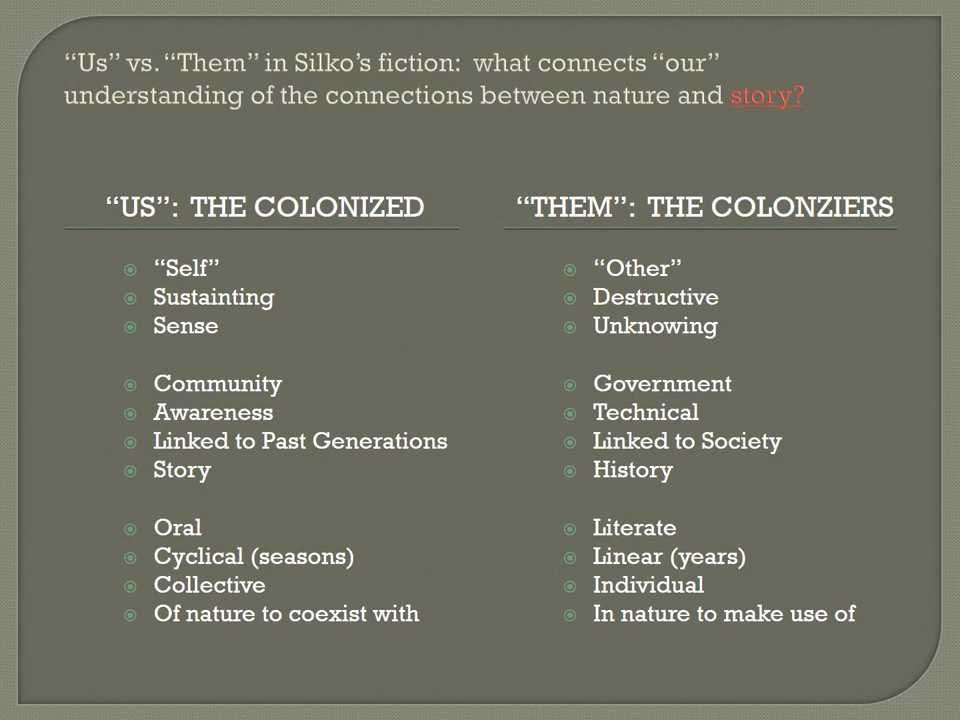 “Us” vs. “Them” in Silko’s fiction:  what connects “our”
understanding of the connections between nature and story?
“US”:  THE COLONIZED
“Self”
Sustainting
Sense
Community
Awareness
Linked to Past Generations
Story
Oral
Cyclical (seasons)
Collective
Of nature to coexist with
“THEM”:  THE COLONZIERS
“Other”
Destructive
Unknowing
Government
Technical
Linked to Society
History
Literate
Linear (years)
Individual
In nature to make use of